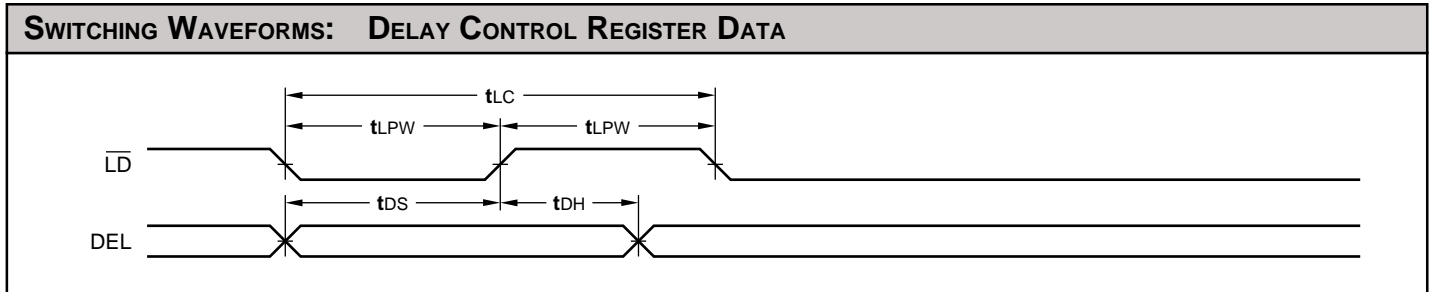 SWITCHING WAVEFORMS: DELAY CONTROL REGISTER DATA
tLC
tLPW tLPW
LD
tDS tDH
DEL